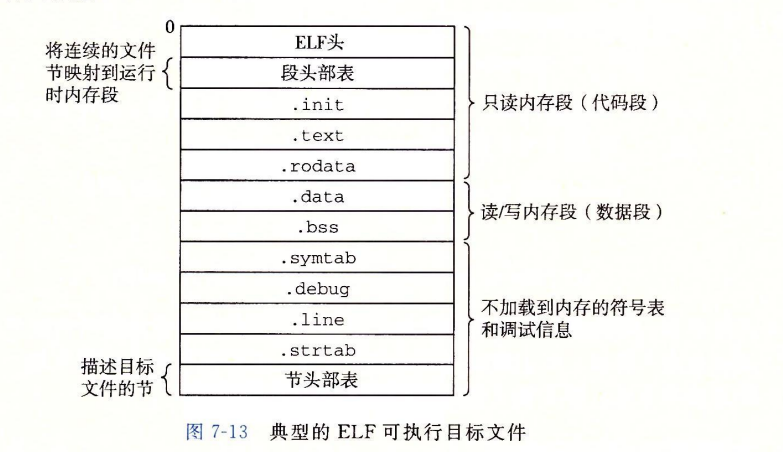 0
将连续的文件
节映射到运行
时内存段
ELF头
段头部表
.init
.text
.rodata
只读内存段（代码段）
.data
.bss
读/写内存段（数据段）
.symtab
.debug
.line
.strtab
不加载到内存的符号表
和调试信息
描述目标
文件的节
节头部表
图 7-13 典型的 ELF 可执行目标文件